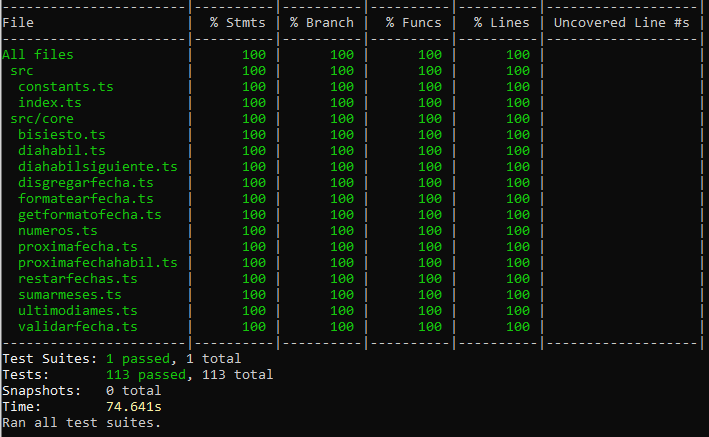 -----------------------|----------|----------|----------|----------|-------------------|
File                   |  % Stmts | % Branch |  % Funcs |  % Lines | Uncovered Line #s |
-----------------------|----------|----------|----------|----------|-------------------|
All files              |      100 |      100 |      100 |      100 |                   |
 src                   |      100 |      100 |      100 |      100 |                   |
  constants.ts         |      100 |      100 |      100 |      100 |                   |
  index.ts             |      100 |      100 |      100 |      100 |                   |
 src/core              |      100 |      100 |      100 |      100 |                   |
  bisiesto.ts          |      100 |      100 |      100 |      100 |                   |
  diahabil.ts          |      100 |      100 |      100 |      100 |                   |
  diahabilsiguiente.ts |      100 |      100 |      100 |      100 |                   |
  disgregarfecha.ts    |      100 |      100 |      100 |      100 |                   |
  formatearfecha.ts    |      100 |      100 |      100 |      100 |                   |
  getformatofecha.ts   |      100 |      100 |      100 |      100 |                   |
  numeros.ts           |      100 |      100 |      100 |      100 |                   |
  proximafecha.ts      |      100 |      100 |      100 |      100 |                   |
  proximafechahabil.ts |      100 |      100 |      100 |      100 |                   |
  restarfechas.ts      |      100 |      100 |      100 |      100 |                   |
  sumarmeses.ts        |      100 |      100 |      100 |      100 |                   |
  ultimodiames.ts      |      100 |      100 |      100 |      100 |                   |
  validarfecha.ts      |      100 |      100 |      100 |      100 |                   |
-----------------------|----------|----------|----------|----------|-------------------|
Test Suites: 1 passed, 1 total
Tests:       113 passed, 113 total
Snapshots:   0 total
Time:        74.641s
Ran all test suites.